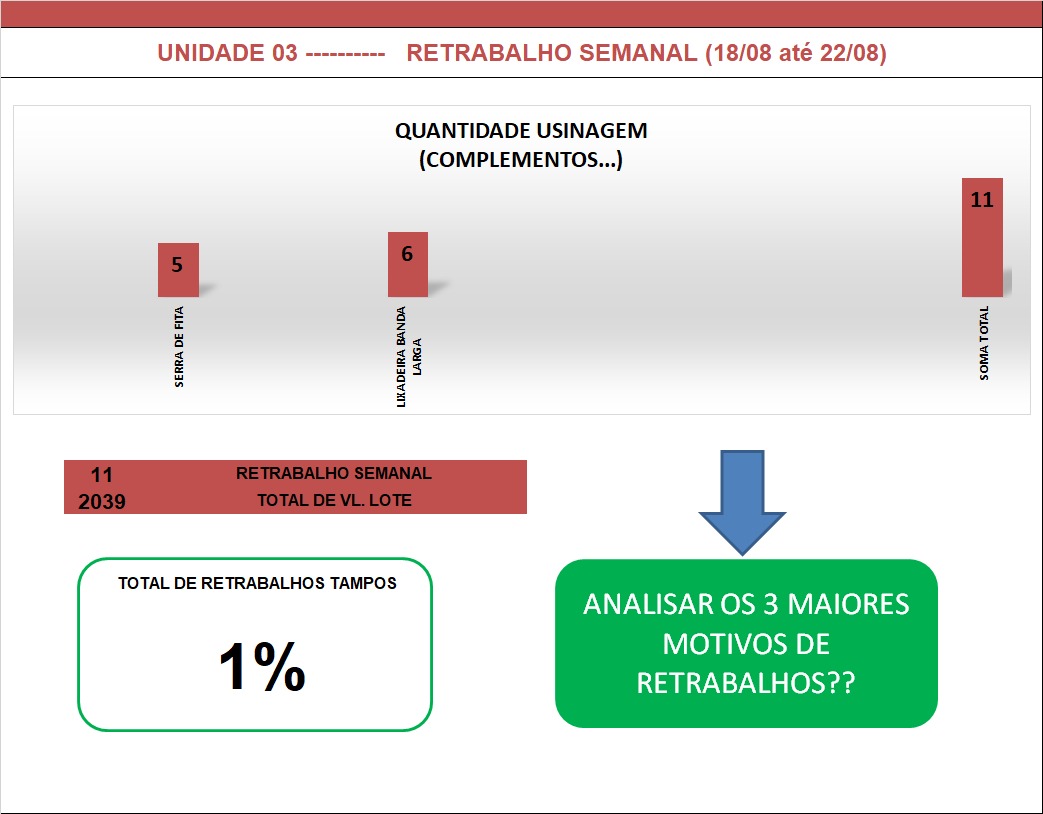 UNIDADE 03 ---------- RETRABALHO SEMANAL (18/08 até 22/08)
QUANTIDADE USINAGEM
(COMPLEMENTOS...)
5
6
11
SERRA DE FITA
LIXADEIRA BANDA
LARGA
SOMA TOTAL
11 RETRABALHO SEMANAL
2039 TOTAL DE VL. LOTE
TOTAL DE RETRABALHOS TAMPOS
1%
ANALISAR OS 3 MAIORES
MOTIVOS DE
RETRABALHOS??